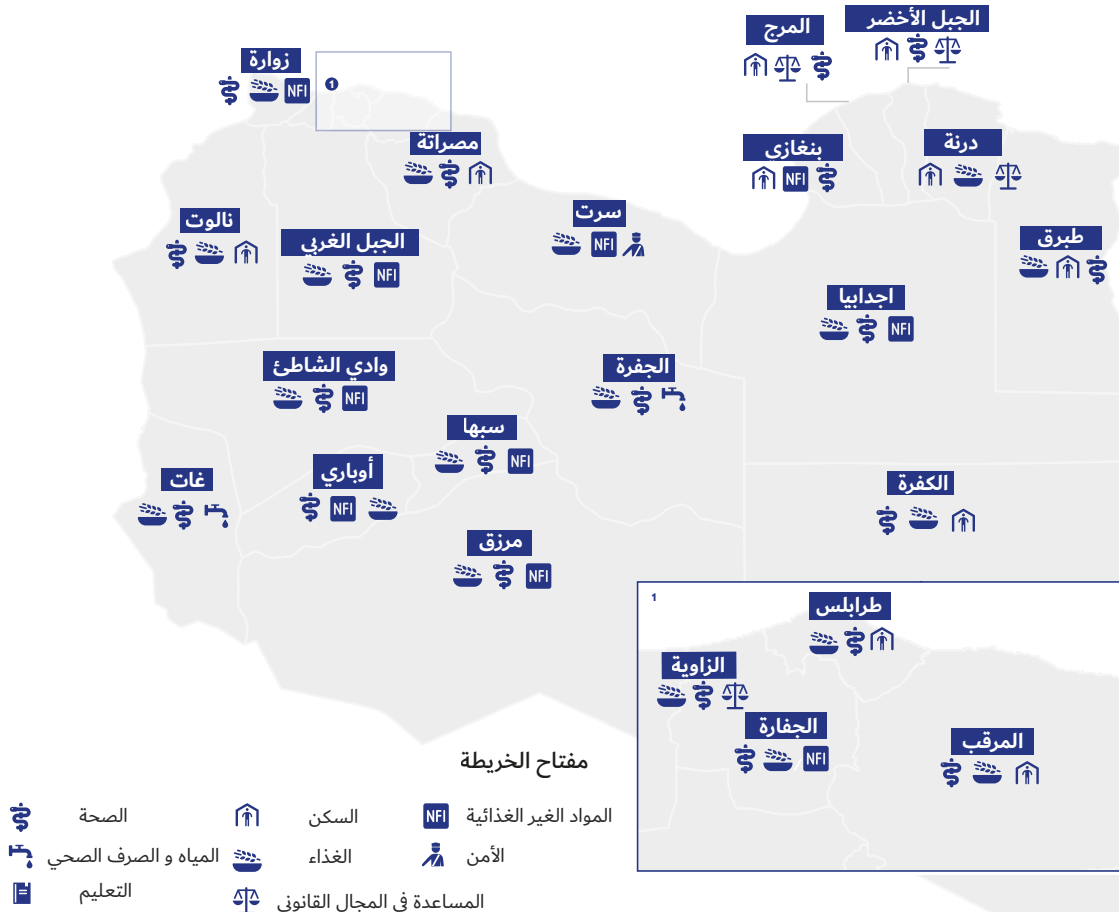 الجبل الأخضر
المرج
زوارة
NFI
1
مصراتة
بنغازي
NFI
درنة
نالوت
الجبل الغربي
NFI
سرت
NFI
طبرق
اجدابيا
NFI
وادي الشاطئ
NFI
الجفرة
سبها
NFI
غات
أوباري
NFI
الكفرة
مرزق
NFI
1
طرابلس
الزاوية
الجفارة
NFI
المرقب
مفتاح الخريطة
NFI المواد الغير الغذائية
السكن
الصحة
الأمن
الغذاء
المياه و الصرف الصحي
المساعدة في المجال القانوني
التعليم